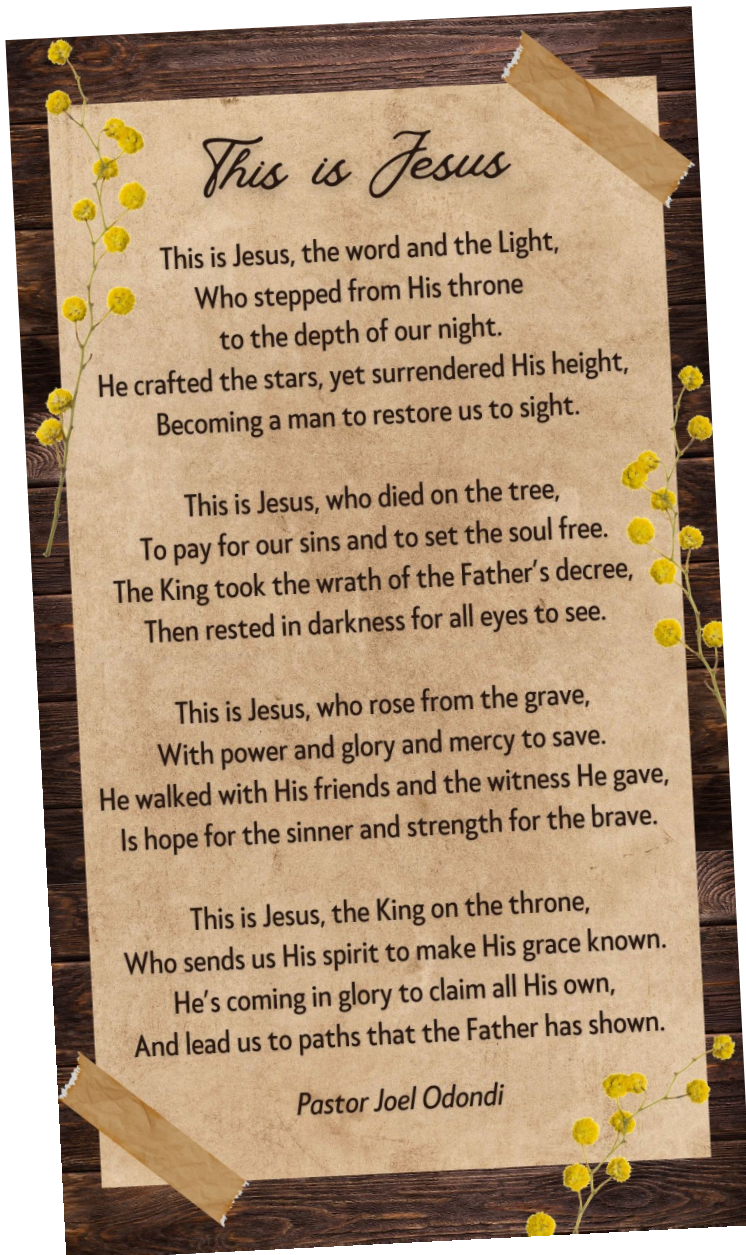 This is Jesus
This is Jesus, the word and the Light,
Who stepped from His throne
to the depth of our night.
He crafted the stars, yet surrendered His height,
Becoming a man to restore us to sight.
This is Jesus, who died on the tree,
To pay for our sins and to set the soul free.
The King took the wrath of the Father's decree,
Then rested in darkness for all eyes to see.
This is Jesus, who rose from the grave,
With power and glory and mercy to save.
He walked with His friends and the witness He gave,
Is hope for the sinner and strength for the brave.
This is Jesus, the King on the throne,
Who sends us His spirit to make His grace known.
He's coming in glory to claim all His own,
And lead us to paths that the Father has shown.
Pastor Joel Odondi